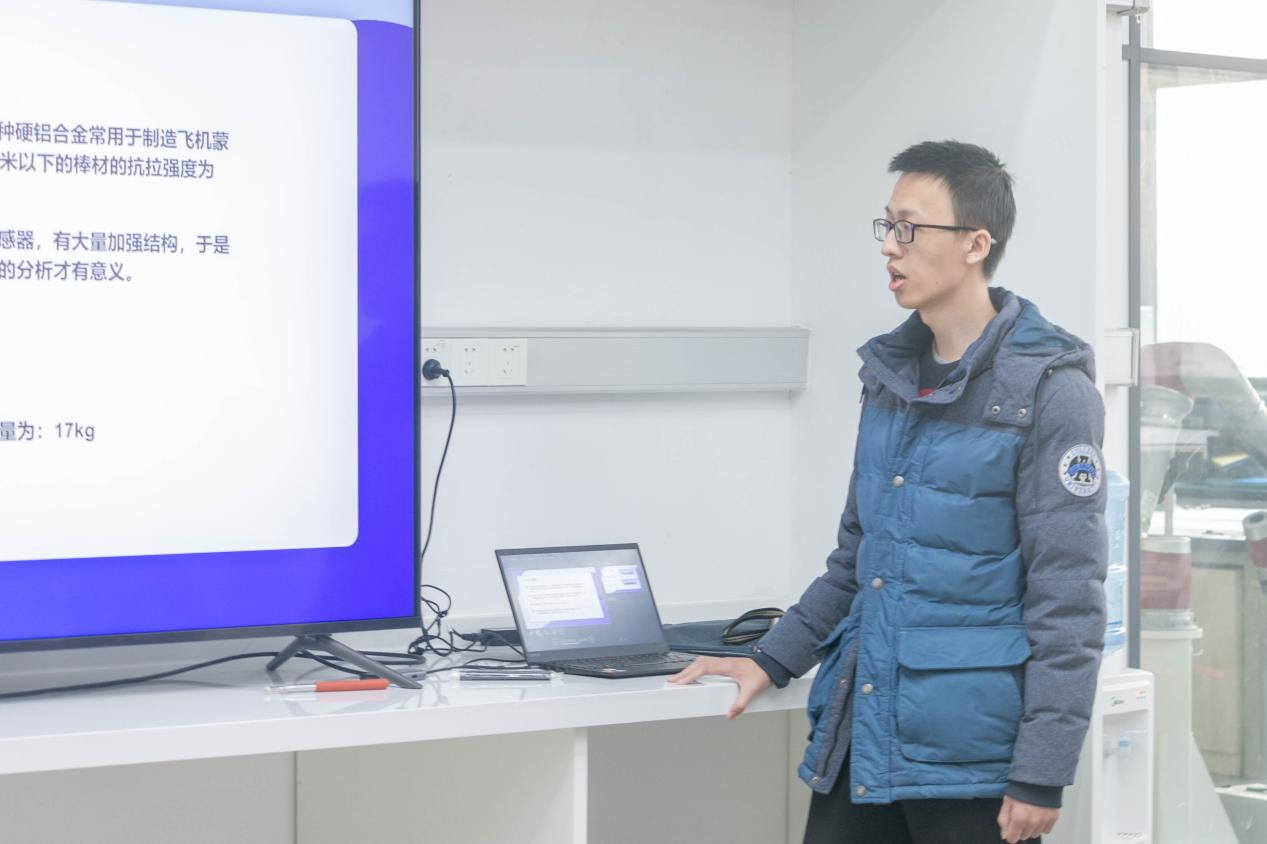 种硬铝合金常用于制造飞机蒙
米以下的棒材的抗拉强度为
感器，有大量加强结构，于是
的分析才有意义。
量为：17kg
Midea